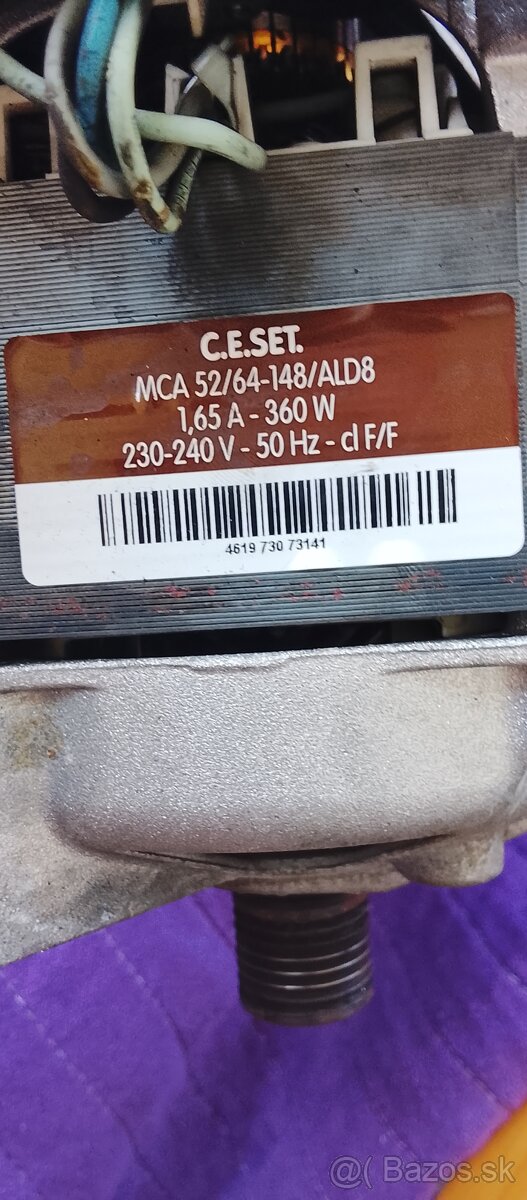 C.E.SET.
MCA 52/64-148/ALD8
1,65 A - 360 W
230-240 V - 50 Hz - cl F/F
4619 730 73141
@( Bazos.sk